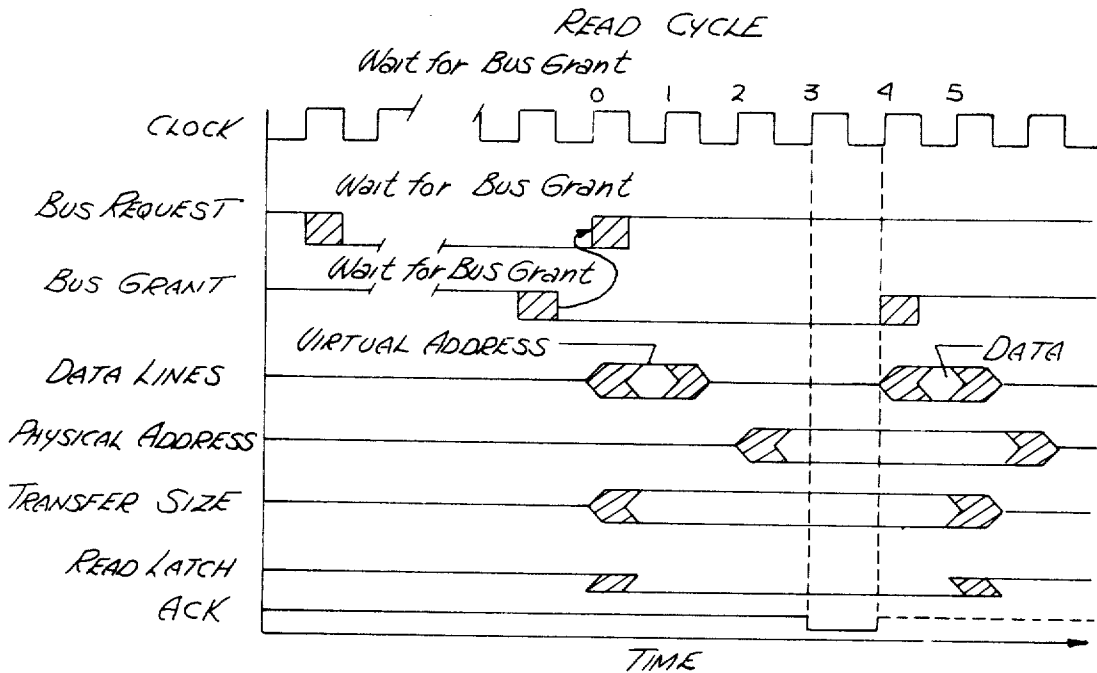 READ CYCLE
Wait for Bus Grant
0 1 2 3 4 5
CLOCK
Wait for Bus Grant
BUS REQUEST
Wait for Bus Grant
BUS GRANT
VIRTUAL ADDRESS
DATA
DATA LINES
PHYSICAL ADDRESS
TRANSFER SIZE
READ LATCH
ACK
TIME